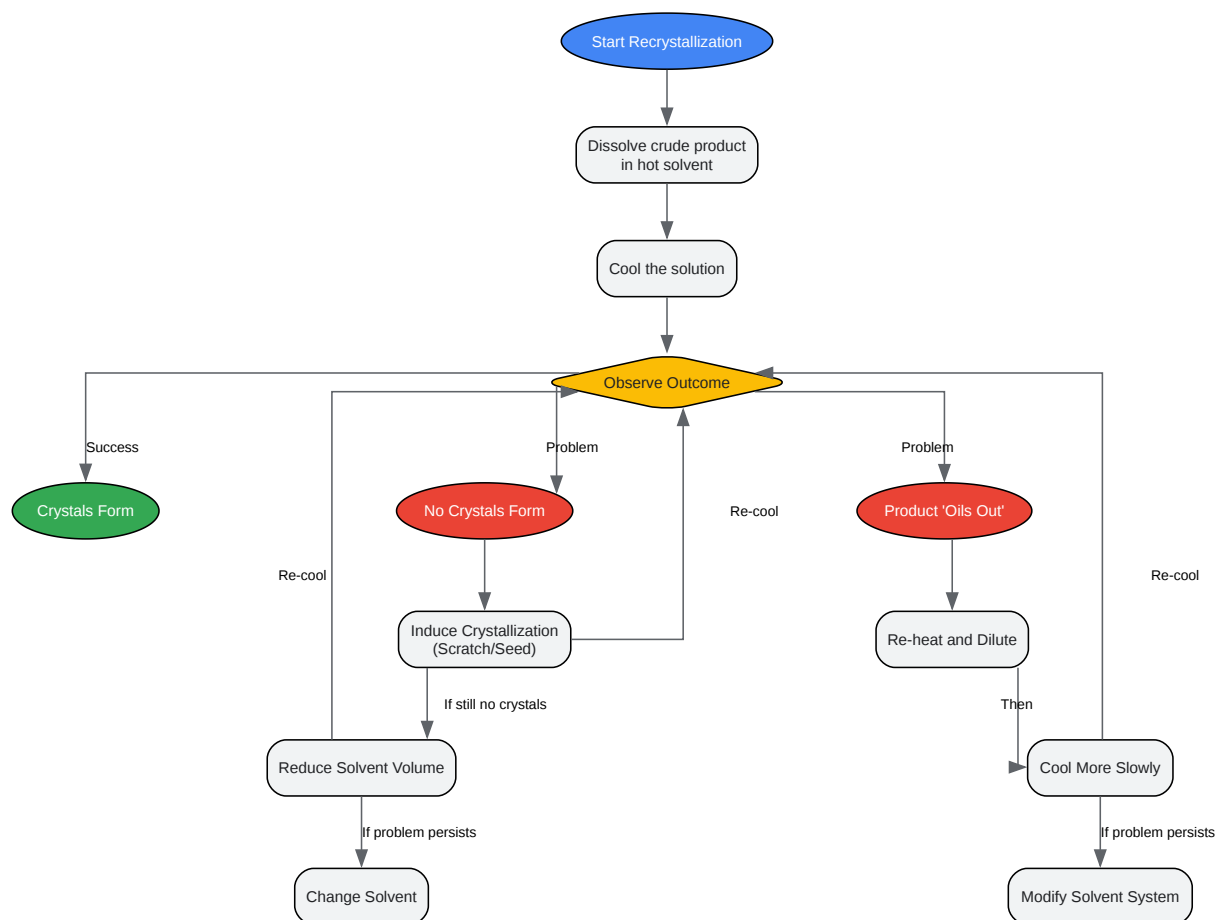 Start Recrystallization
Dissolve crude product
in hot solvent
Cool the solution
Observe Outcome
Success
Problem
Problem
Crystals Form
No Crystals Form
Re-cool
Product 'Oils Out'
Re-cool
Re-cool
Induce Crystallization
(Scratch/Seed)
Re-heat and Dilute
If still no crystals
Then
Reduce Solvent Volume
Cool More Slowly
If problem persists
If problem persists
Change Solvent
Modify Solvent System